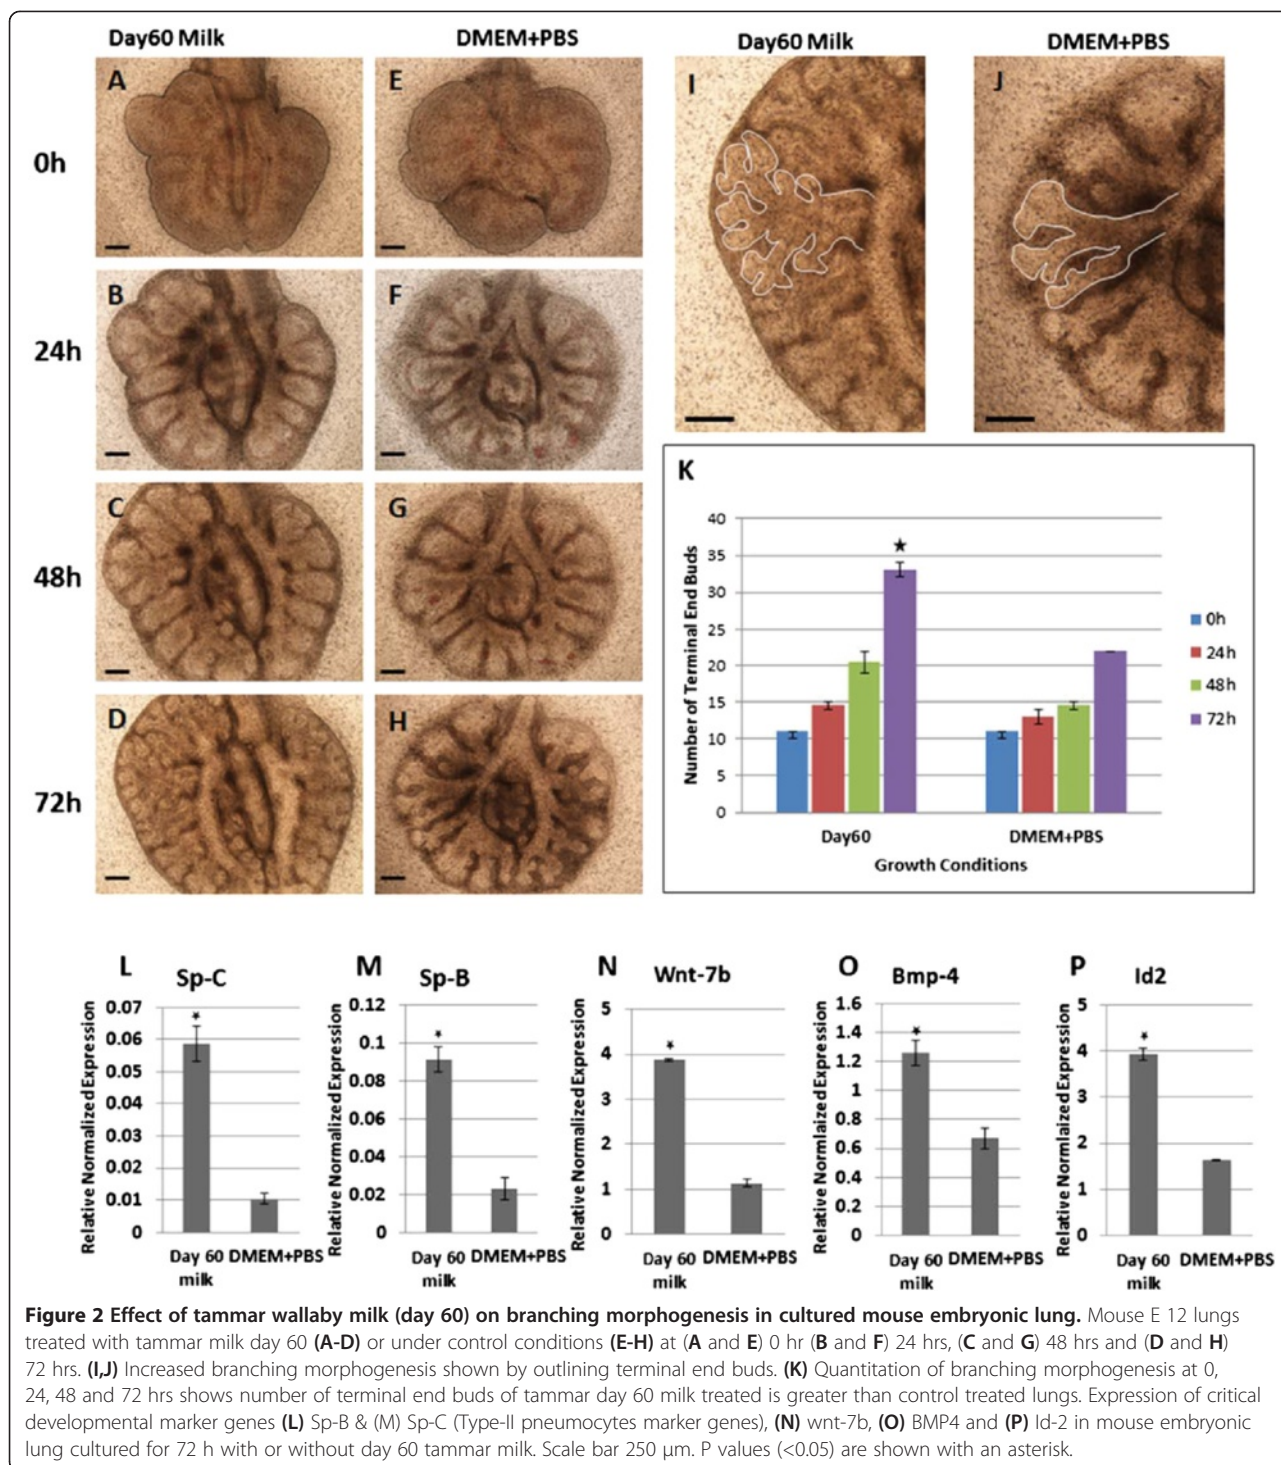 Day60 Milk
DMEM+PBS
A
E
0h
B
F
24h
C
G
48h
D
H
72h
Day60 Milk
DMEM+PBS
I
J
K
40
35
30
25
20
15
10
5
0
Number of Terminal End Buds
★
Day60
DMEM+PBS
Growth Conditions
0h
24h
48h
72h
L
Sp-C
Relative Normalized Expression
0.07
0.06
0.05
0.04
0.03
0.02
0.01
0
*
Day 60 milk
DMEM+PBS
M
Sp-B
Relative Normalized Expression
0.12
0.1
0.08
0.06
0.04
0.02
0
*
Day 60 milk
DMEM+PBS
N
Wnt-7b
Relative Normalized Expression
5
4
3
2
1
0
*
Day 60 milk
DMEM+PBS
O
Bmp-4
Relative Normlaized Expression
1.6
1.4
1.2
1
0.8
0.6
0.4
0.2
0
*
Day 60 milk
DMEM+PBS
P
Id2
Relative Normlaized Expression
5
4
3
2
1
0
*
Day 60 milk
DMEM+PBS
Figure 2 Effect of tammar wallaby milk (day 60) on branching morphogenesis in cultured mouse embryonic lung. Mouse E 12 lungs
treated with tammar milk day 60 (A-D) or under control conditions (E-H) at (A and E) 0 hr (B and F) 24 hrs, (C and G) 48 hrs and (D and H)
72 hrs. (I,J) Increased branching morphogenesis shown by outlining terminal end buds. (K) Quantitation of branching morphogenesis at 0,
24, 48 and 72 hrs shows number of terminal end buds of tammar day 60 milk treated is greater than control treated lungs. Expression of critical
developmental marker genes (L) Sp-B & (M) Sp-C (Type-II pneumocytes marker genes), (N) wnt-7b, (O) BMP4 and (P) Id-2 in mouse embryonic
lung cultured for 72 h with or without day 60 tammar milk. Scale bar 250 μm. P values (<0.05) are shown with an asterisk.